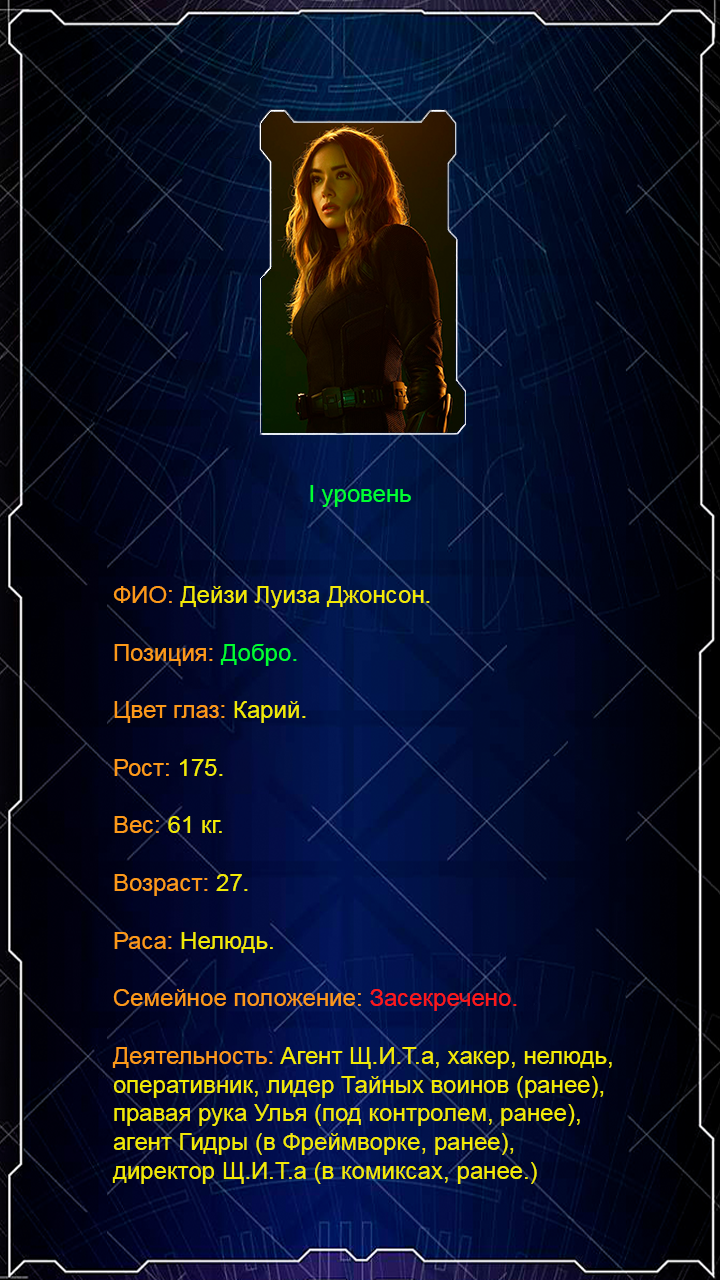 I уровень
ФИО: Дейзи Луиза Джонсон.
Позиция: Добро.
Цвет глаз: Карий.
Рост: 175.
Вес: 61 кг.
Возраст: 27.
Раса: Нелюдь.
Семейное положение: Засекречено.
Деятельность: Агент Щ.И.Т.а, хакер, нелюдь,
оперативник, лидер Тайных воинов (ранее),
правая рука Улья (под контролем, ранее),
агент Гидры (в Фреймворке, ранее),
директор Щ.И.Т.а (в комиксах, ранее.)